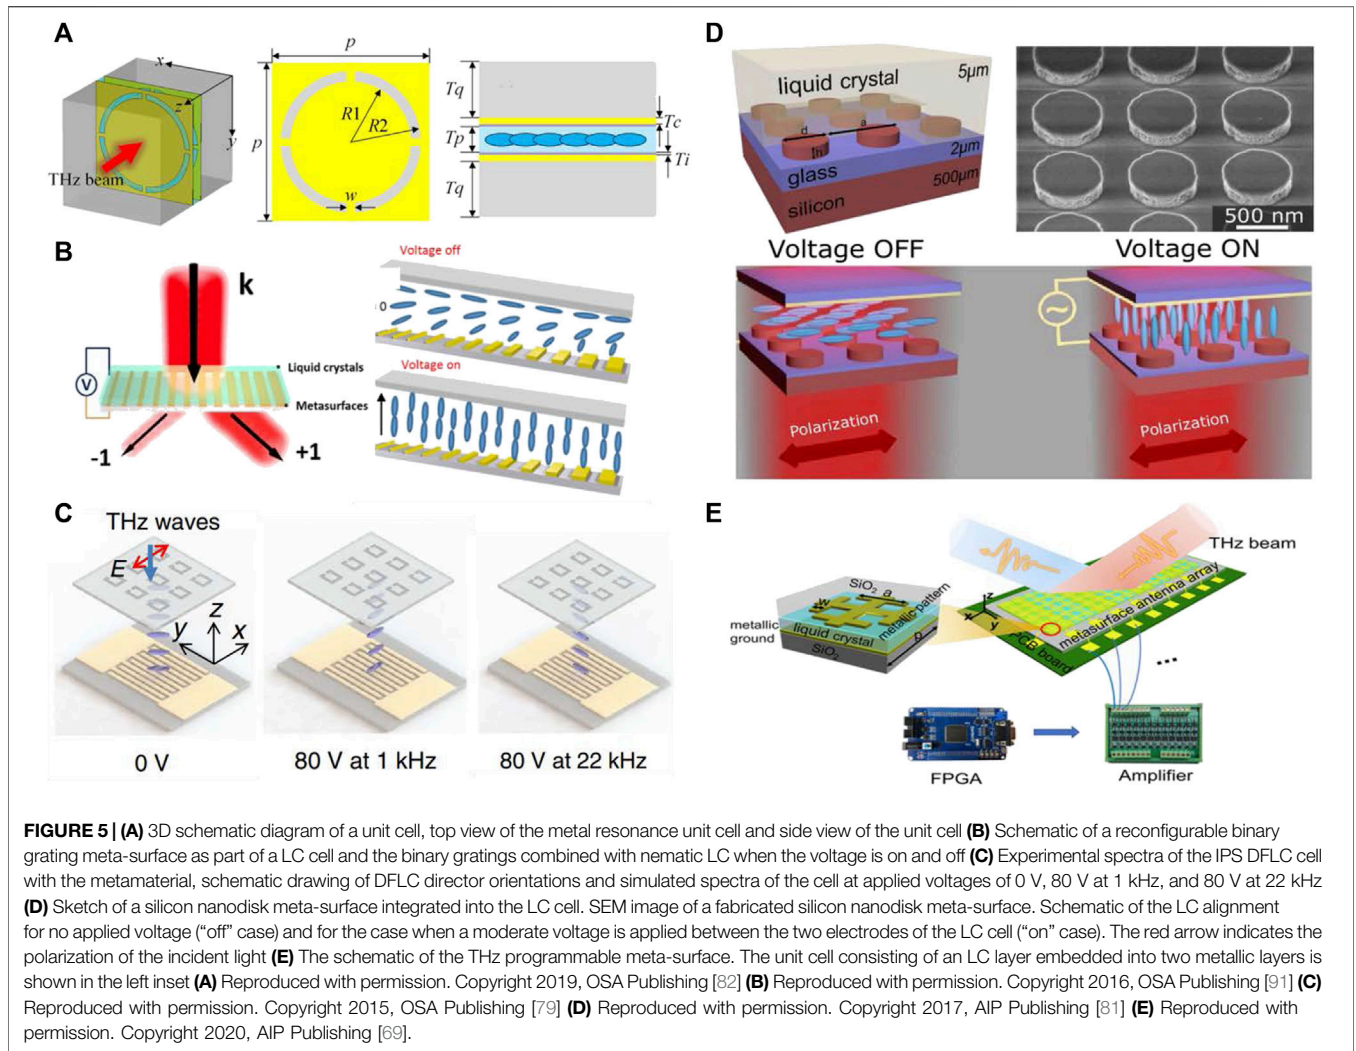 A
x
z
y
THz beam
p
p
R1
R2
w
Tq
Tp
Tq
Tc
Ti
B
k
V
Liquid crystals
Metasurfaces
-1
+1
Voltage off
0
Voltage on
C
THz waves
E
z
y
x
0 V
80 V at 1 kHz
80 V at 22 kHz
D
liquid crystal
5µm
d
a
h
2µm
glass
500µm
silicon
500 nm
Voltage OFF
Voltage ON
Polarization
Polarization
E
THz beam
SiO2
a
metallic pattern
metallic
ground
liquid crystal
p
SiO2
z
x
y
PCB board
metasurface antenna array
...
FPGA
Amplifier
FIGURE 5 | (A) 3D schematic diagram of a unit cell, top view of the metal resonance unit cell and side view of the unit cell (B) Schematic of a reconfigurable binary
grating meta-surface as part of a LC cell and the binary gratings combined with nematic LC when the voltage is on and off (C) Experimental spectra of the IPS DFLC cell
with the metamaterial, schematic drawing of DFLC director orientations and simulated spectra of the cell at applied voltages of 0 V, 80 V at 1 kHz, and 80 V at 22 kHz
(D) Sketch of a silicon nanodisk meta-surface integrated into the LC cell. SEM image of a fabricated silicon nanodisk meta-surface. Schematic of the LC alignment
for no applied voltage (“off” case) and for the case when a moderate voltage is applied between the two electrodes of the LC cell (“on” case). The red arrow indicates the
polarization of the incident light (E) The schematic of the THz programmable meta-surface. The unit cell consisting of an LC layer embedded into two metallic layers is
shown in the left inset (A) Reproduced with permission. Copyright 2019, OSA Publishing [82] (B) Reproduced with permission. Copyright 2016, OSA Publishing [91] (C)
Reproduced with permission. Copyright 2015, OSA Publishing [79] (D) Reproduced with permission. Copyright 2017, AIP Publishing [81] (E) Reproduced with
permission. Copyright 2020, AIP Publishing [69].